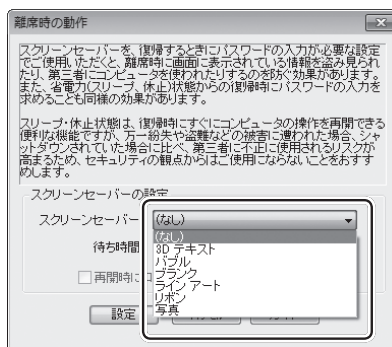 離席時の動作
スクリーンセーバーを、復帰するときにパスワードの入力が必要な設定
でご使用いただくと、離席時に画面に表示されている情報を盗み見られ
たり、第三者にコンピュータを使われたりするのを防ぐ効果があります。
また、省電力(スリープ、休止)状態からの復帰時にパスワードの入力を
求めることも同様の効果があります。
スリープ・休止状態は、復帰時にすぐにコンピュータの操作を再開できる
便利な機能ですが、万一紛失や盗難などの被害に遭われた場合、シャ
ットダウンされていた場合に比べ、第三者に不正に使用されるリスクが
高まるため、セキュリティの観点からはご使用にならないことをおすす
めします。
スクリーンセーバーの設定
スクリーンセーバー (なし)
(なし)
待ち時間
3D テキスト
バブル
ブランク
ライン アート
リボン
写真
再開時に
設定